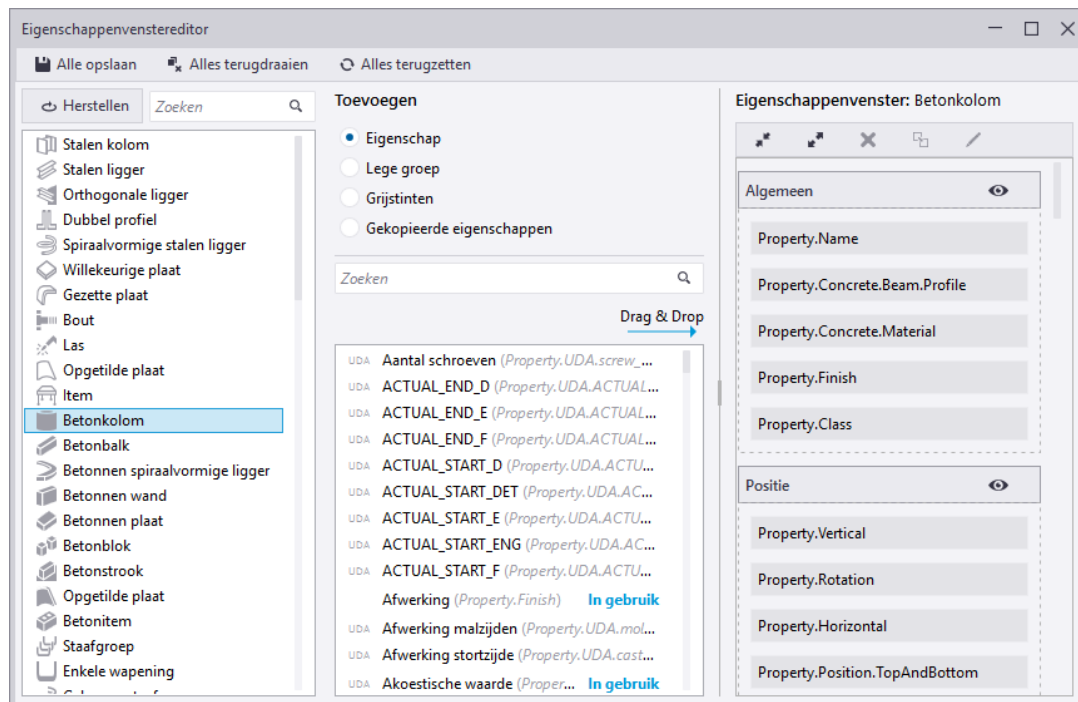 Eigenschappenvenstereditor
Alle opslaan
Alles terugdraaien
Alles terugzetten
Herstellen
Zoeken
Stalen kolom
Stalen ligger
Orthogonale ligger
Dubbel profiel
Spiraalvormige stalen ligger
Willekeurige plaat
Gezette plaat
Bout
Las
Opgetilde plaat
Item
Betonkolom
Betonbalk
Betonnen spiraalvormige ligger
Betonnen wand
Betonnen plaat
Betonblok
Betonstrook
Opgetilde plaat
Betonitem
Staafgroep
Enkele wapening
Toevoegen
Eigenschap
Lege groep
Grijstinten
Gekopieerde eigenschappen
Zoeken
Drag & Drop
UDA Aantal schroeven (Property.UDA.screw_...
UDA ACTUAL_END_D (Property.UDA.ACTUAL...
UDA ACTUAL_END_E (Property.UDA.ACTUAL...
UDA ACTUAL_END_F (Property.UDA.ACTUAL...
UDA ACTUAL_START_D (Property.UDA.ACTU...
UDA ACTUAL_START_DET (Property.UDA.AC...
UDA ACTUAL_START_E (Property.UDA.ACTU...
UDA ACTUAL_START_ENG (Property.UDA.AC...
UDA ACTUAL_START_F (Property.UDA.ACTU...
Afwerking (Property.Finish) In gebruik
UDA Afwerking malzijden (Property.UDA.mol...
UDA Afwerking stortzijde (Property.UDA.cast...
UDA Akoestische waarde (Proper... In gebruik
Eigenschappenvenster: Betonkolom
Algemeen
Property.Name
Property.Concrete.Beam.Profile
Property.Concrete.Material
Property.Finish
Property.Class
Positie
Property.Vertical
Property.Rotation
Property.Horizontal
Property.Position.TopAndBottom